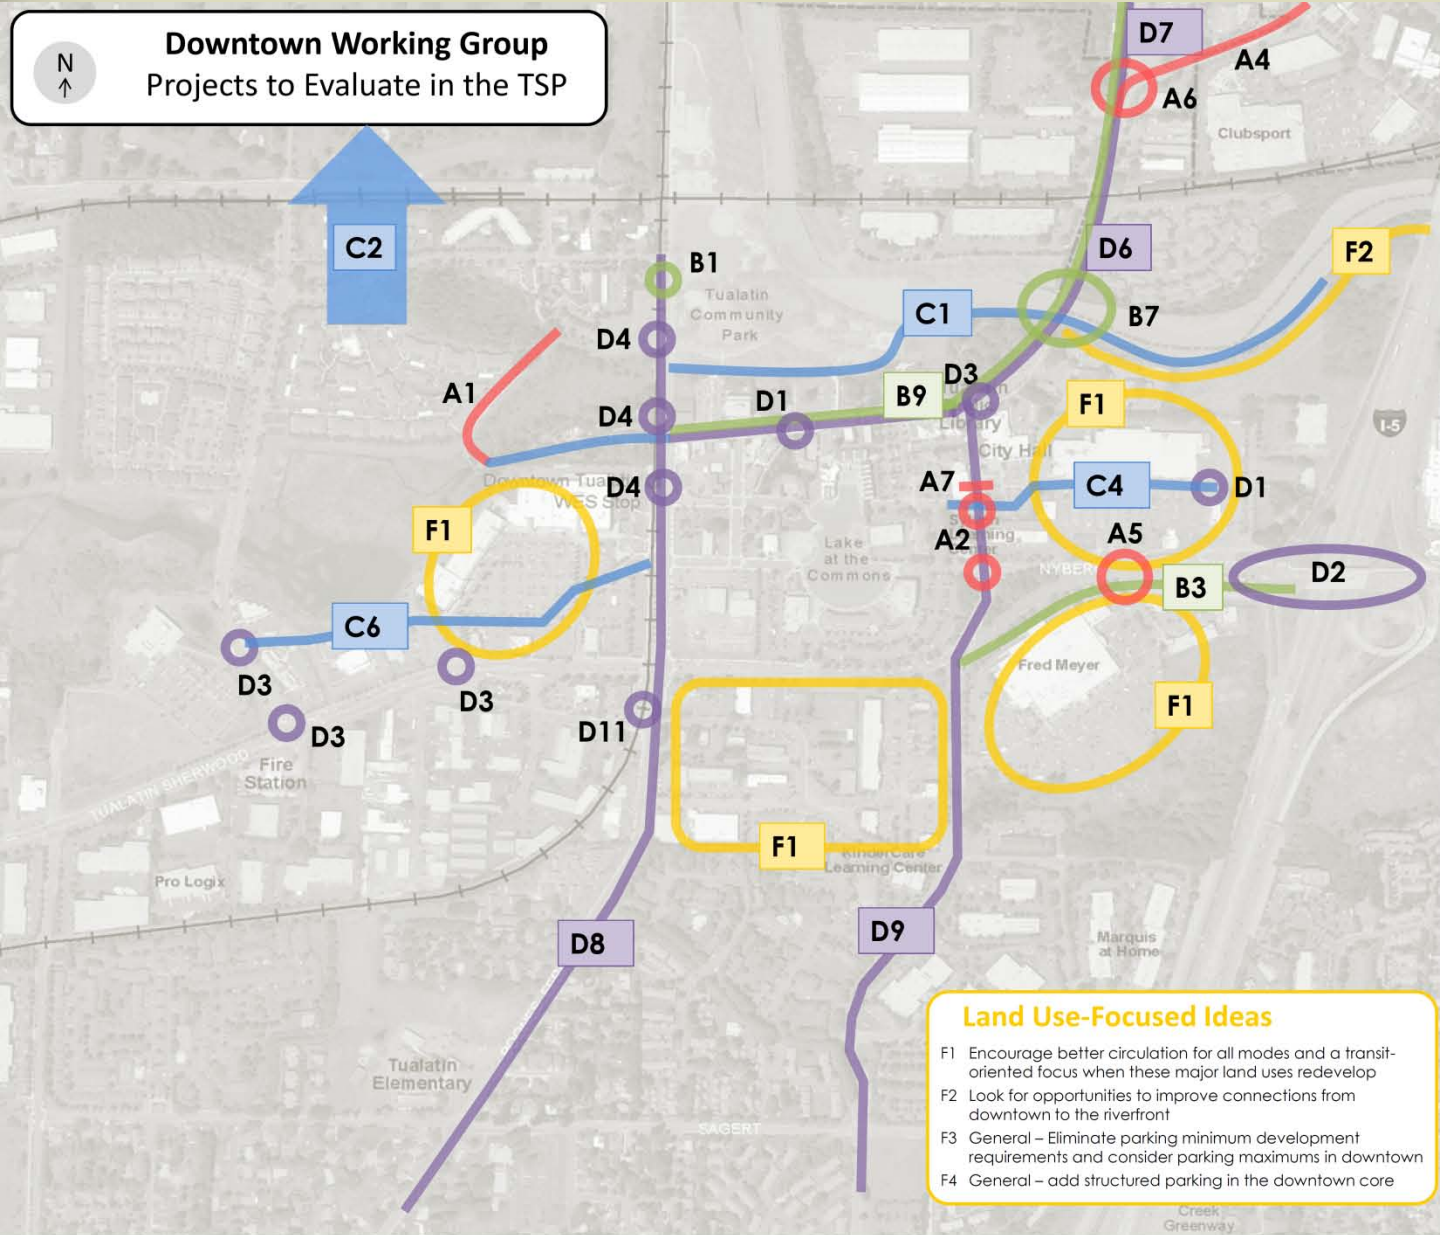 Downtown Working Group
Projects to Evaluate in the TSP
N
D7
A4
A6
Clubsport
C2
D6
F2
B1
Tualatin
Community
Park
C1
B7
D4
A1
D3
B9
D1
F1
D4
Library
I-5
City Hall
Downtown Tual
WES Stop
D4
A7
C4
D1
F1
A2
A5
Lake
at the
Commons
NYBER
D2
B3
C6
Fred Meyer
D3
D3
F1
D3
D11
Fire
Station
TUALATIN SHERWOOD
F1
KinderCare
Learning Center
Pro Logix
D8
D9
Marquis
at Home
Tualatin
Elementary
SAGERT
Land Use-Focused Ideas
F1 Encourage better circulation for all modes and a transit-
oriented focus when these major land uses redevelop
F2 Look for opportunities to improve connections from
downtown to the riverfront
F3 General – Eliminate parking minimum development
requirements and consider parking maximums in downtown
F4 General – add structured parking in the downtown core
Creek
Greenway